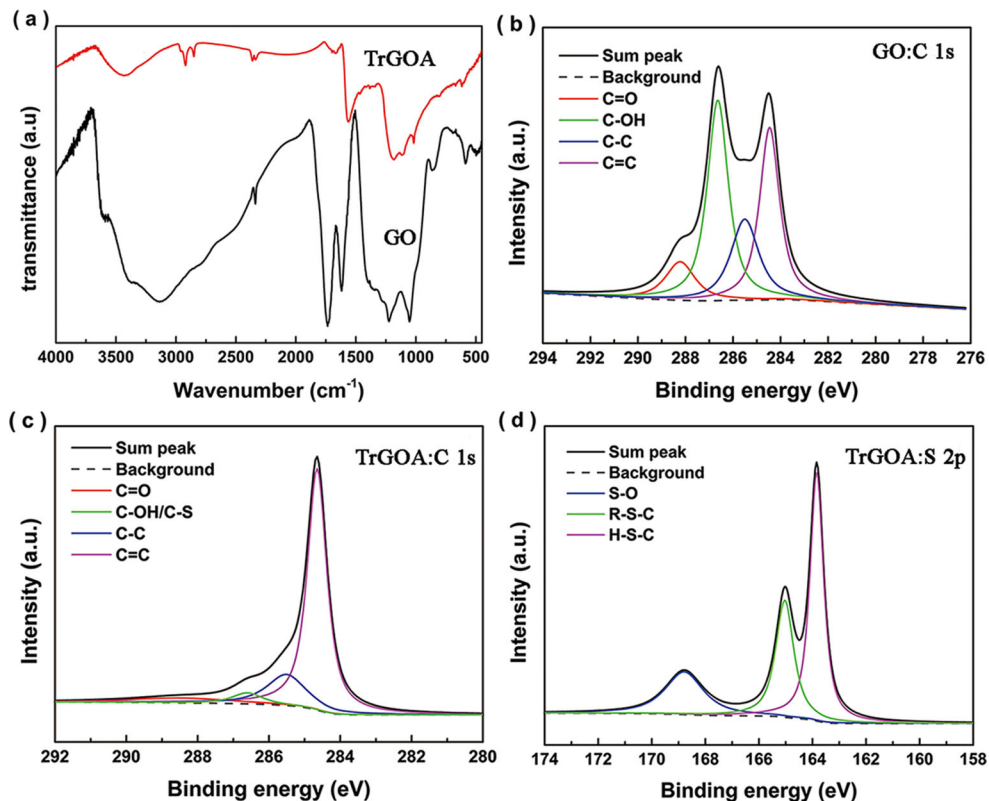 ( a )
TrGOA
GO
transmittance (a.u)
4000 3500 3000 2500 2000 1500 1000 500
Wavenumber (cm⁻¹)
( b )
GO:C 1s
Sum peak
Background
C=O
C-OH
C-C
C=C
Intensity (a.u.)
294 292 290 288 286 284 282 280 278 276
Binding energy (eV)
( c )
TrGOA:C 1s
Sum peak
Background
C=O
C-OH/C-S
C-C
C=C
Intensity (a.u.)
292 290 288 286 284 282 280
Binding energy (eV)
( d )
TrGOA:S 2p
Sum peak
Background
S-O
R-S-C
H-S-C
Intensity (a.u.)
174 172 170 168 166 164 162 160 158
Binding energy (eV)